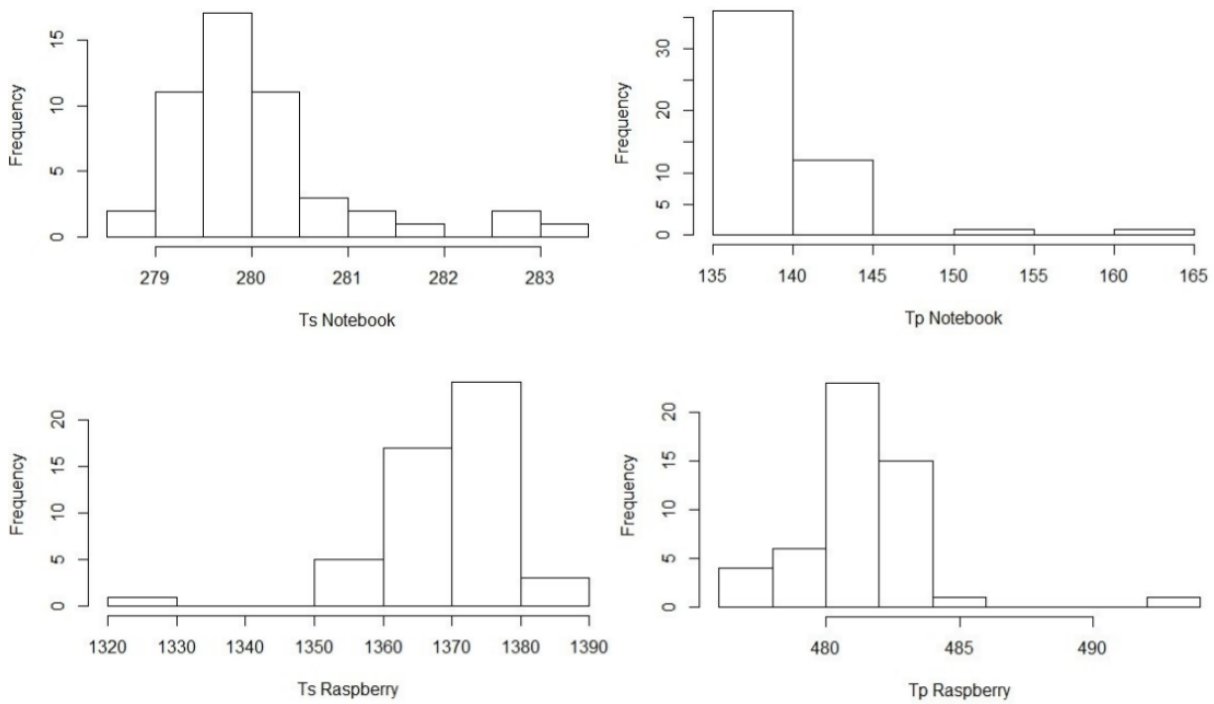 Frequency
15
10
5
0
279 280 281 282 283
Ts Notebook
Frequency
30
20
10
5
0
135 140 145 150 155 160 165
Tp Notebook
Frequency
20
15
10
5
0
1320 1330 1340 1350 1360 1370 1380 1390
Ts Raspberry
Frequency
20
15
10
5
0
480 485 490
Tp Raspberry